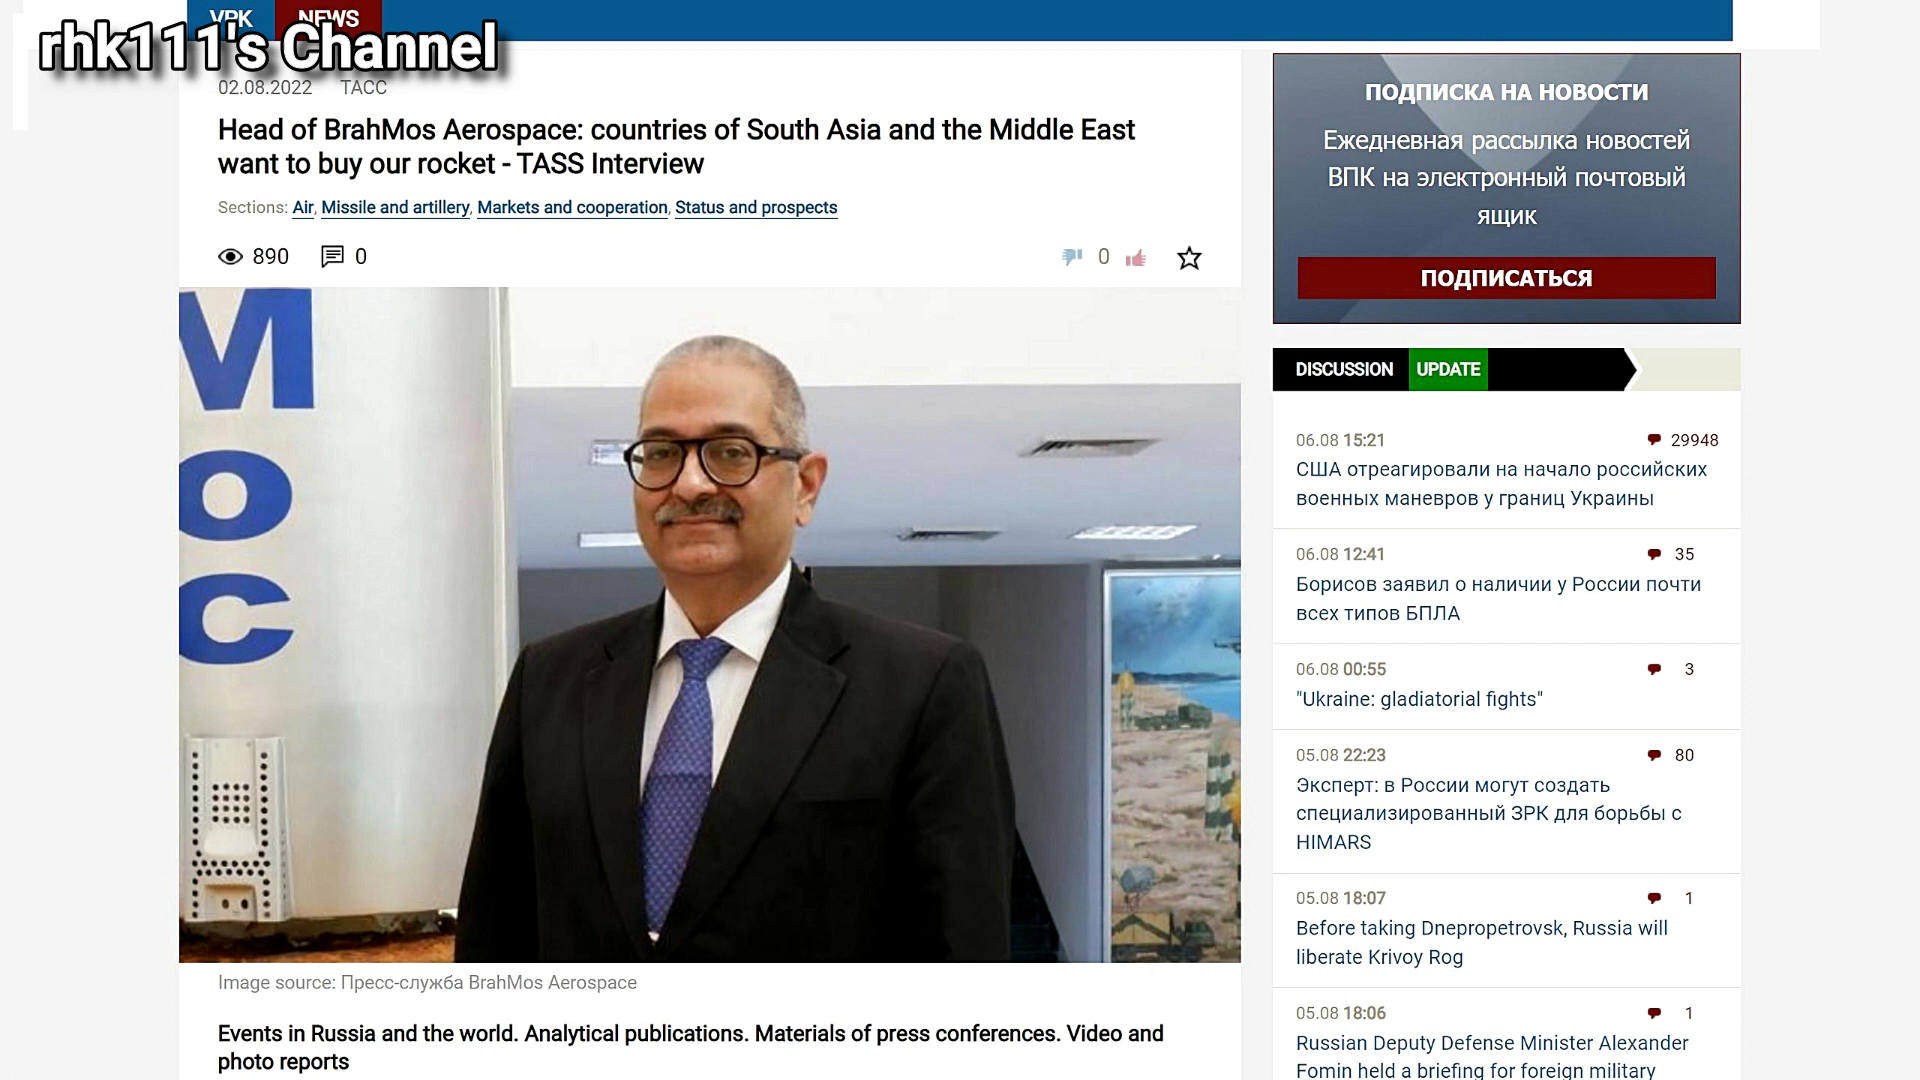 VPK NEWS
rhk111's Channel
02.08.2022 ТАСС
Head of BrahMos Aerospace: countries of South Asia and the Middle East
want to buy our rocket - TASS Interview
Sections: Air, Missile and artillery, Markets and cooperation, Status and prospects
890 0
0
MOC
Image source: Пресс-служба BrahMos Aerospace
Events in Russia and the world. Analytical publications. Materials of press conferences. Video and
photo reports
ПОДПИСКА НА НОВОСТИ
Ежедневная рассылка новостей
ВПК на электронный почтовый
ящик
ПОДПИСАТЬСЯ
DISCUSSION UPDATE
06.08 15:21 29948
США отреагировали на начало российских
военных маневров у границ Украины
06.08 12:41 35
Борисов заявил о наличии у России почти
всех типов БПЛА
06.08 00:55 3
"Ukraine: gladiatorial fights"
05.08 22:23 80
Эксперт: в России могут создать
специализированный ЗРК для борьбы с
HIMARS
05.08 18:07 1
Before taking Dnepropetrovsk, Russia will
liberate Krivoy Rog
05.08 18:06 1
Russian Deputy Defense Minister Alexander
Fomin held a briefing for foreign military